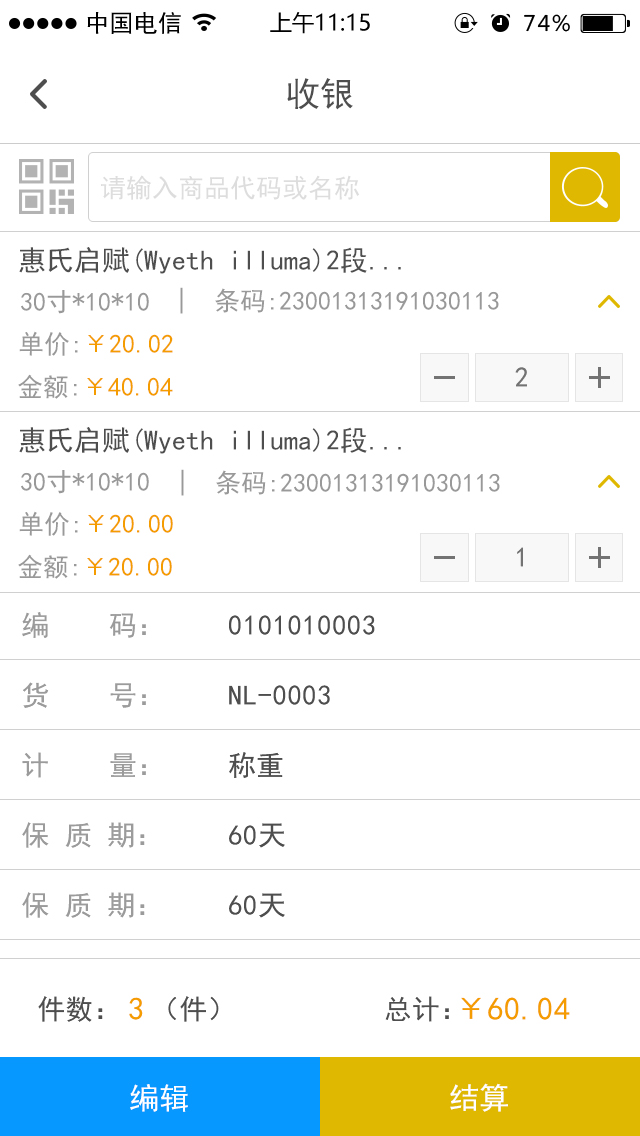 中国电信 上午11:15 74%
收银
请输入商品代码或名称
惠氏启赋(Wyeth illuma)2段...
30寸*10*10 | 条码:23001313191030113
单价:￥20.02
金额:￥40.04 — 2 +
惠氏启赋(Wyeth illuma)2段...
30寸*10*10 | 条码:23001313191030113
单价:￥20.00
金额:￥20.00 — 1 +
编 码: 0101010003
货 号: NL-0003
计 量: 称重
保 质 期: 60天
保 质 期: 60天
件数: 3 (件) 总计:￥60.04
编辑 结算